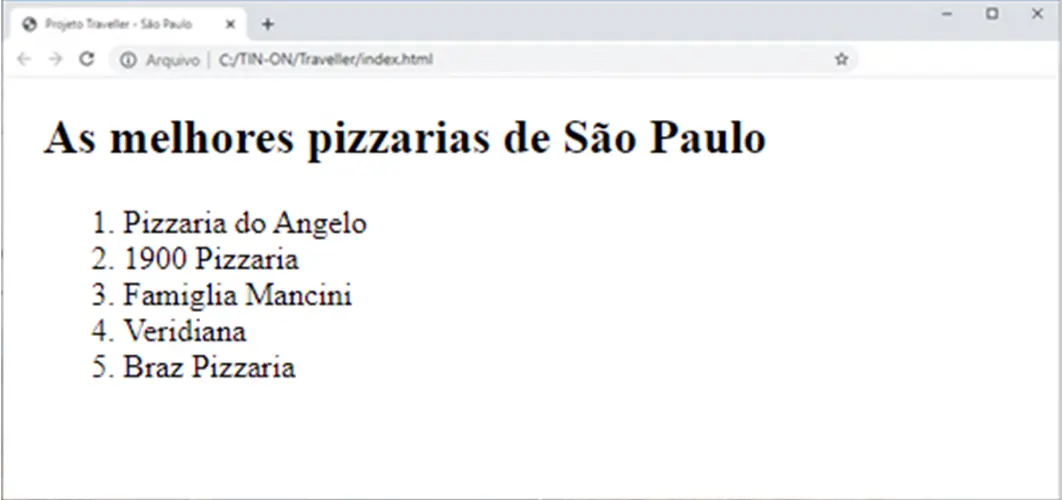 Projeto Traveller - São Paulo
Arquivo | C:/TIN-ON/Traveller/index.html
As melhores pizzarias de São Paulo
1. Pizzaria do Angelo
2. 1900 Pizzaria
3. Famiglia Mancini
4. Veridiana
5. Braz Pizzaria